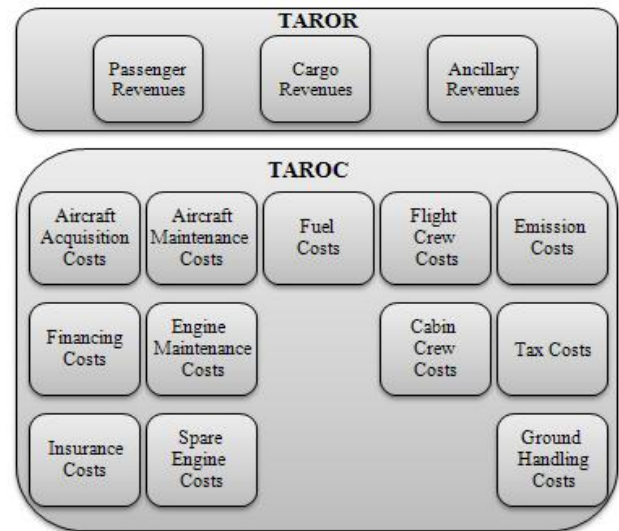 TAROR
Passenger
Revenues
Cargo
Revenues
Ancillary
Revenues
TAROC
Aircraft
Acquisition
Costs
Aircraft
Maintenance
Costs
Fuel
Costs
Flight
Crew
Costs
Emission
Costs
Financing
Costs
Engine
Maintenance
Costs
Cabin
Crew
Costs
Tax Costs
Insurance
Costs
Spare
Engine
Costs
Ground
Handling
Costs